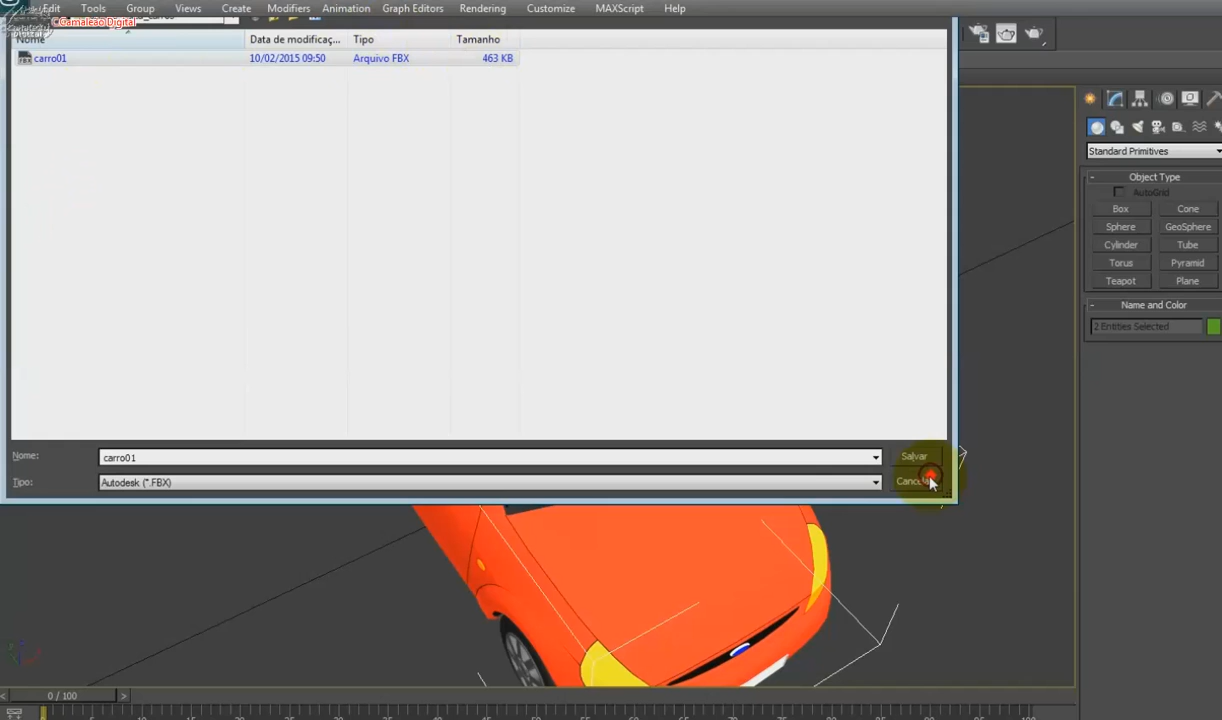 Edit Tools Group Views Create Modifiers Animation Graph Editors Rendering Customize MAXScript Help
Camaleão Digital
Nome Data de modificaç... Tipo Tamanho
carro01 10/02/2015 09:50 Arquivo FBX 463 KB
Standard Primitives
- Object Type
AutoGrid
Box Cone
Sphere GeoSphere
Cylinder Tube
Torus Pyramid
Teapot Plane
- Name and Color
2 Entities Selected
Nome: carro01 Salvar
Tipo: Autodesk (*.FBX)
< 0 / 100 >